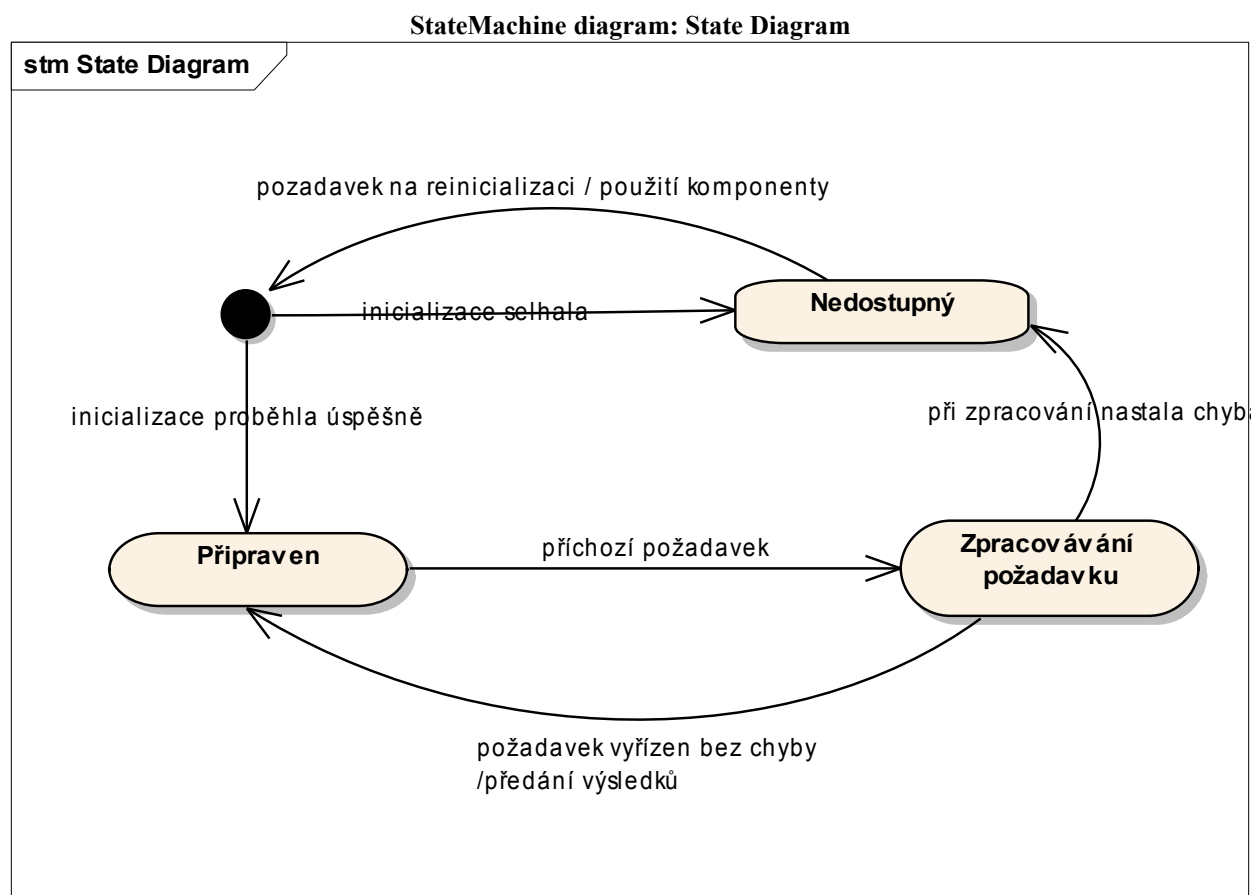 StateMachine diagram: State Diagram
stm State Diagram
pozadavek na reinicializaci / použití komponenty
Nedostupný
inicializace selhala
inicializace proběhla úspěšně
při zpracování nastala chyba
Připraven
příchozí požadavek
Zpracovávání
požadavku
požadavek vyřízen bez chyby
/předání výsledků